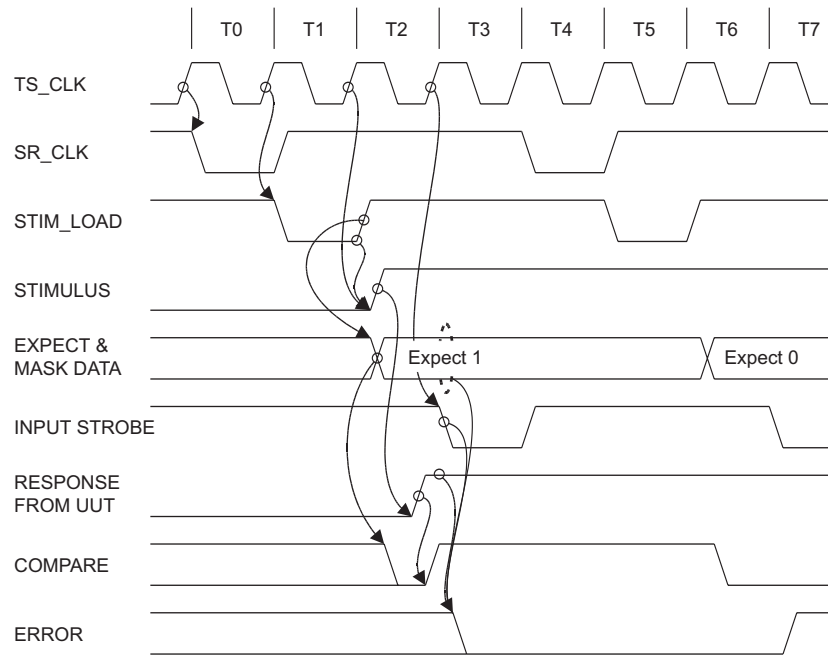 T0 T1 T2 T3 T4 T5 T6 T7
TS_CLK
SR_CLK
STIM_LOAD
STIMULUS
EXPECT &
MASK DATA
Expect 1 Expect 0
INPUT STROBE
RESPONSE
FROM UUT
COMPARE
ERROR